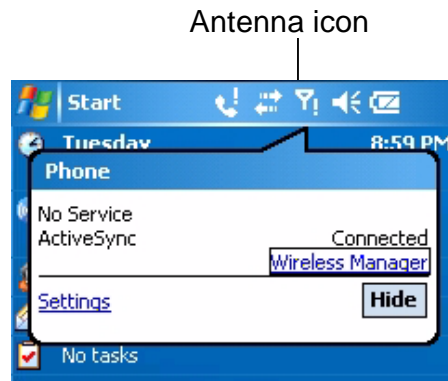 Antenna icon
Start
Tuesday 8:59 PM
Phone
No Service
ActiveSync Connected
Wireless Manager
Settings Hide
No tasks